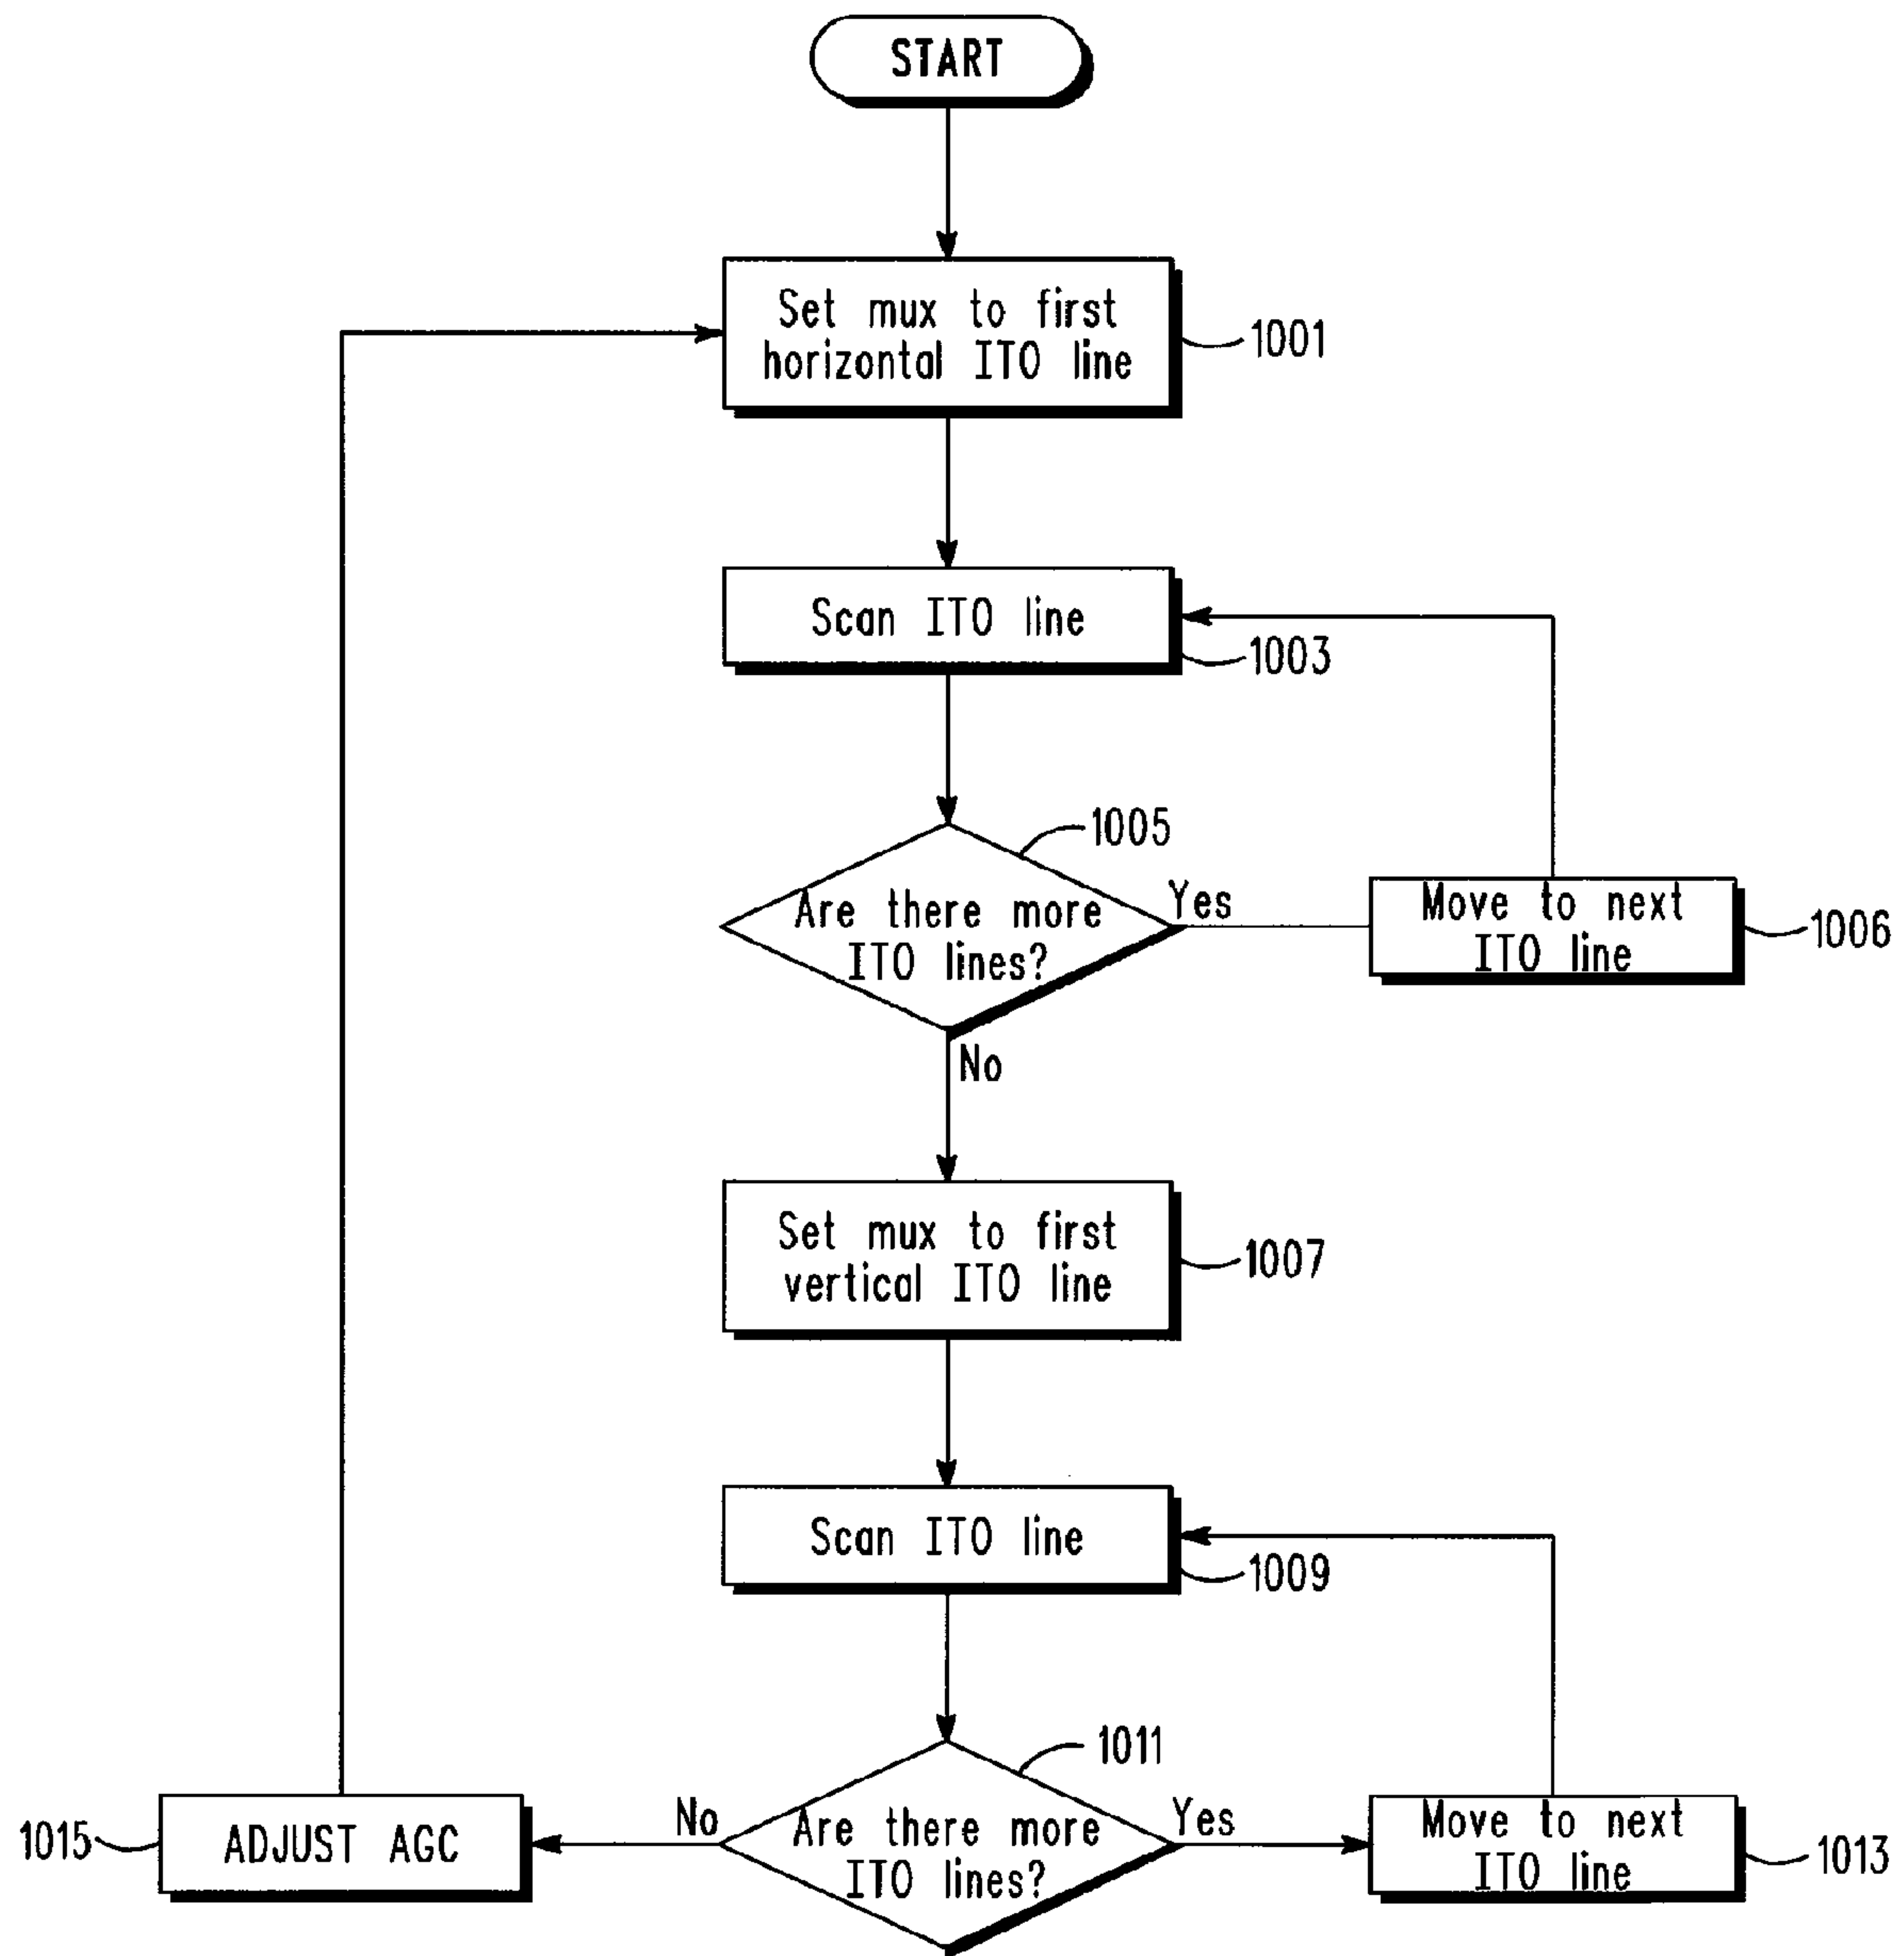 START
Set mux to first
horizontal ITO line
1001
Scan ITO line
1003
1005
Are there more
ITO lines?
Yes
Move to next
ITO line
1006
No
Set mux to first
vertical ITO line
1007
Scan ITO line
1009
1011
Are there more
ITO lines?
Yes
Move to next
ITO line
1013
No
ADJUST AGC
1015